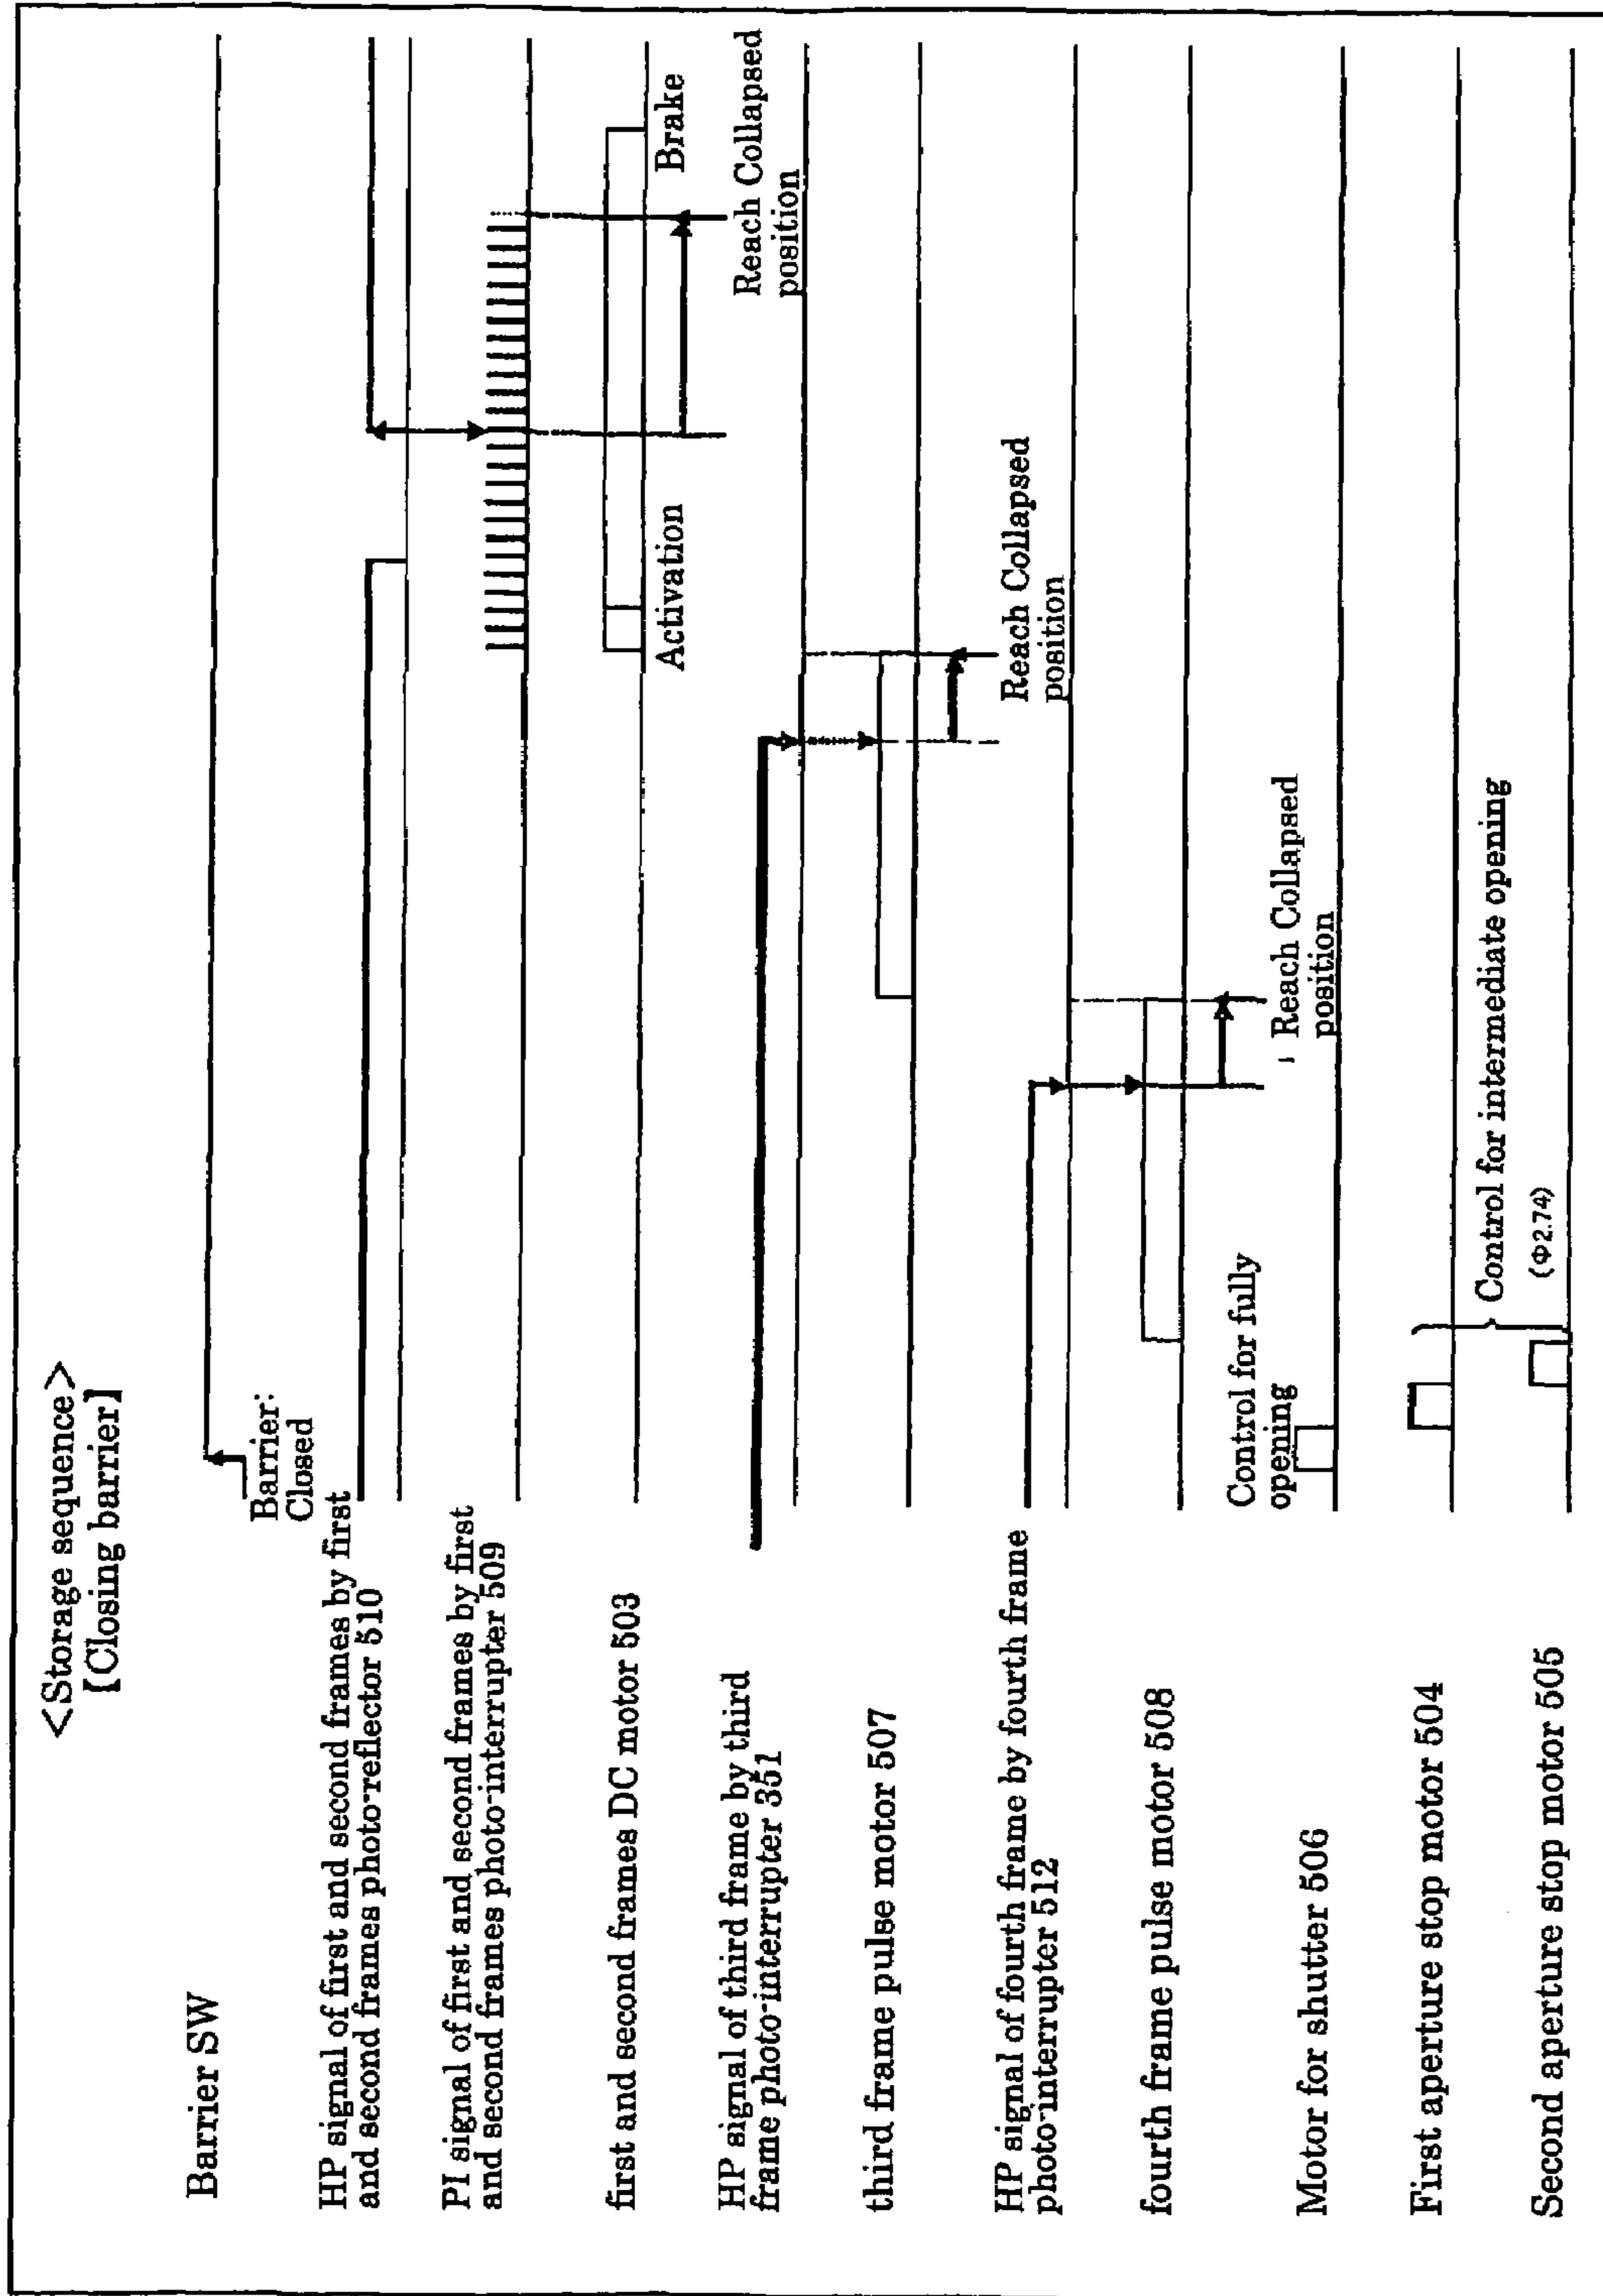 <Storage sequence>
【Closing barrier】
Barrier SW
Barrier:
Closed
HP signal of first and second frames by first
and second frames photo-reflector 510
PI signal of first and second frames by first
and second frames photo-interrupter 509
first and second frames DC motor 503
Activation
Brake
Reach Collapsed
position
HP signal of third frame by third
frame photo-interrupter 351
third frame pulse motor 507
Reach Collapsed
position
HP signal of fourth frame by fourth frame
photo-interrupter 512
fourth frame pulse motor 508
Reach Collapsed
position
Control for fully
opening
Motor for shutter 506
First aperture stop motor 504
Control for intermediate opening
(Φ2.74)
Second aperture stop motor 505